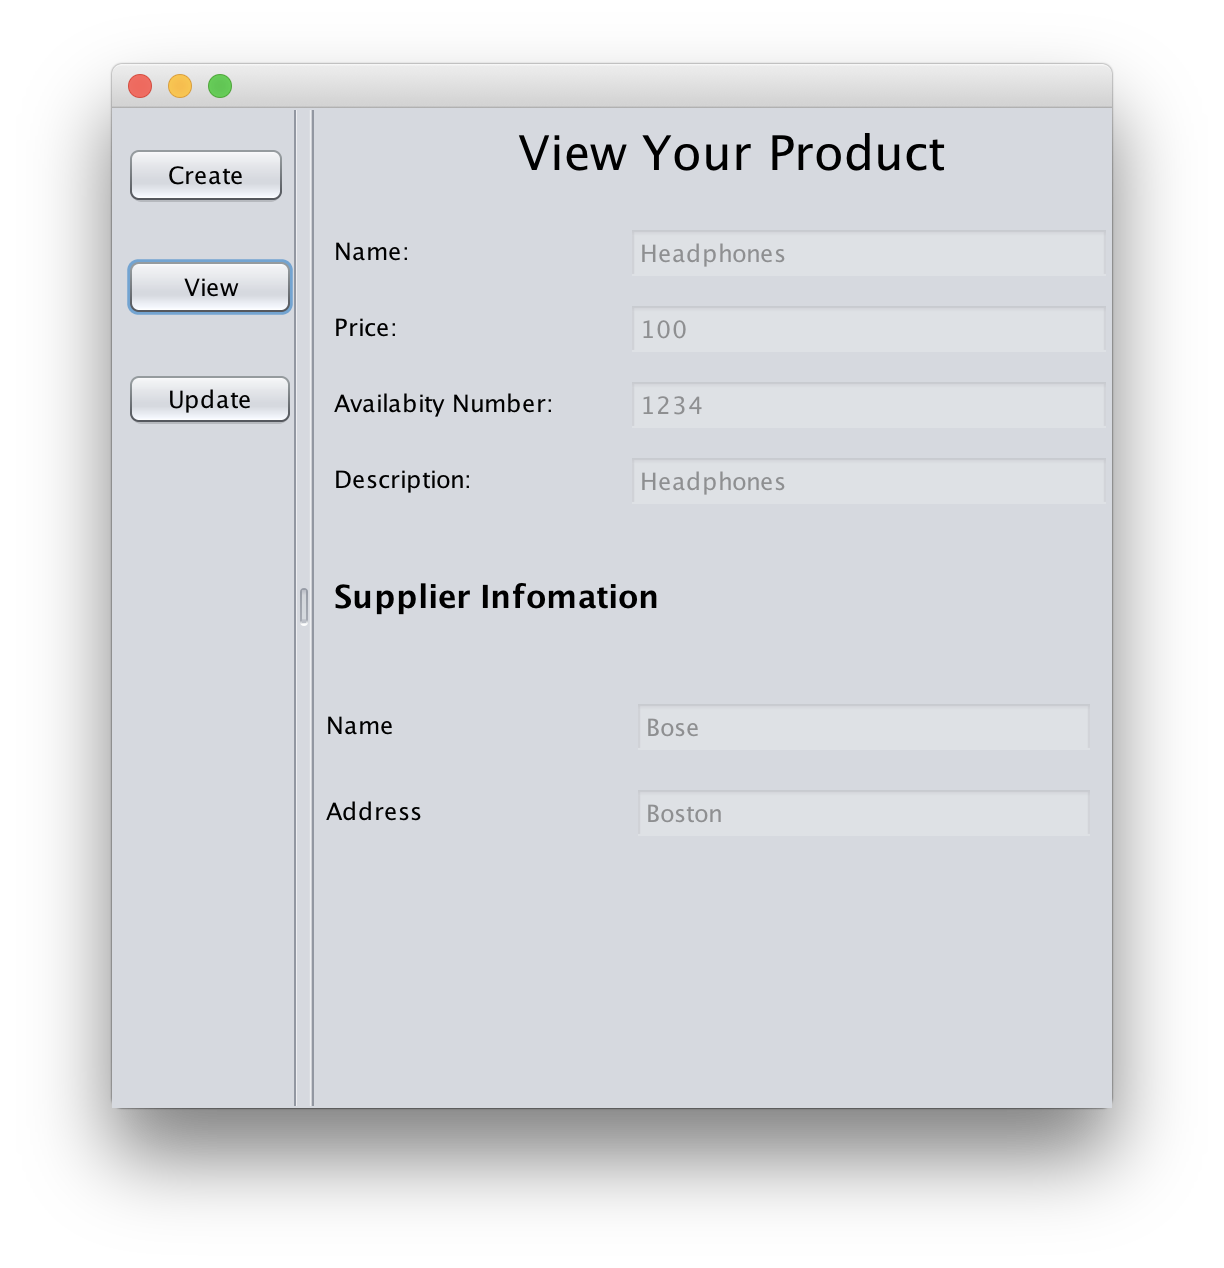 View Your Product
Create
View
Update
Name: Headphones
Price: 100
Availabity Number: 1234
Description: Headphones
Supplier Infomation
Name Bose
Address Boston